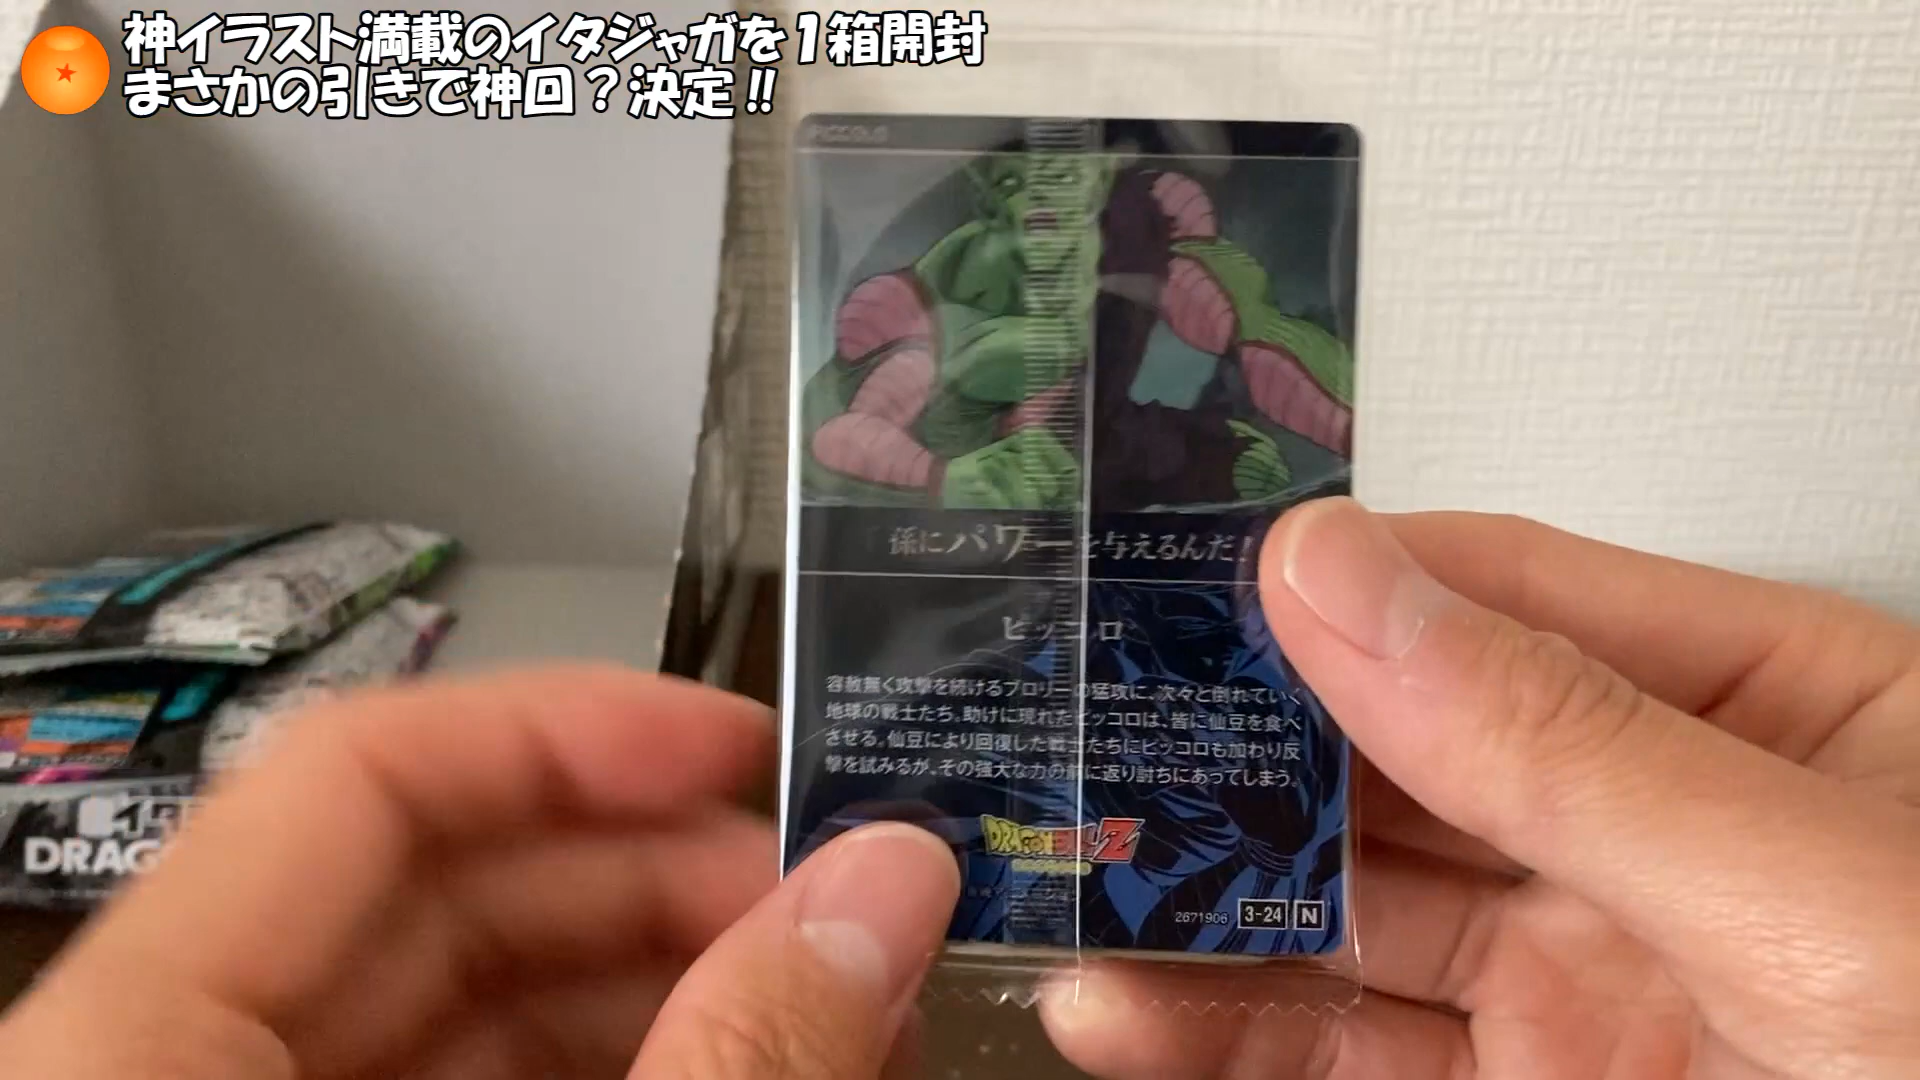 神イラスト満載のイタジャガを1箱開封
まさかの引きで神回？決定!!
PICCOLO
孫にパワーを与えるんだ!
ピッコロ
容赦無く攻撃を続けるブロリーの猛攻に、次々と倒れていく
地球の戦士たち。助けに現れたピッコロは、皆に仙豆を食べ
させる。仙豆により回復した戦士たちにピッコロも加わり反
撃を試みるが、その強大な力の前に返り討ちにあってしまう。
DRAGON BALL Z
2671906 3-24 N
DRAG